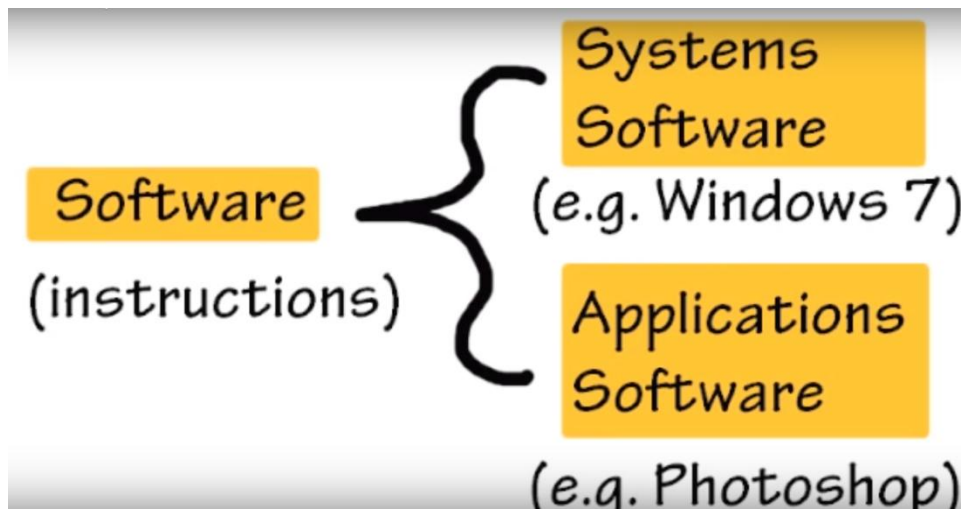 Software
(instructions)
Systems
Software
(e.g. Windows 7)
Applications
Software
(e.g. Photoshop)